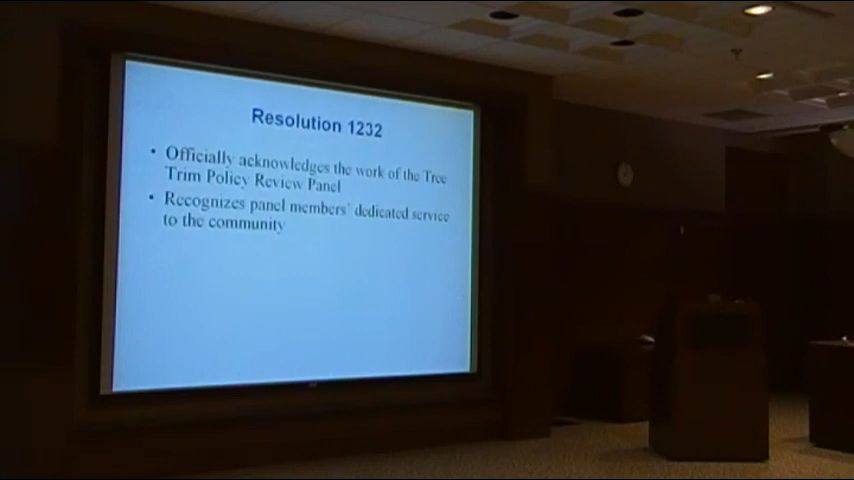 Resolution 1232
• Officially acknowledges the work of the Tree
Trim Policy Review Panel
• Recognizes panel members' dedicated service
to the community